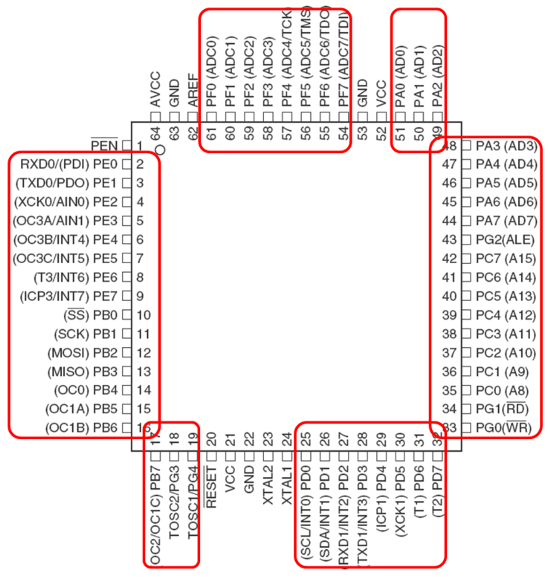 AVCC
GND
AREF
PF0 (ADC0)
PF1 (ADC1)
PF2 (ADC2)
PF3 (ADC3)
PF4 (ADC4/TCK)
PF5 (ADC5/TMS)
PF6 (ADC6/TDO)
PF7 (ADC7/TDI)
GND
VCC
PA0 (AD0)
PA1 (AD1)
PA2 (AD2)
64 63 62 61 60 59 58 57 56 55 54 53 52 51 50 49
PEN 1
RXD0/(PDI) PE0 2
(TXD0/PDO) PE1 3
(XCK0/AIN0) PE2 4
(OC3A/AIN1) PE3 5
(OC3B/INT4) PE4 6
(OC3C/INT5) PE5 7
(T3/INT6) PE6 8
(ICP3/INT7) PE7 9
(SS) PB0 10
(SCK) PB1 11
(MOSI) PB2 12
(MISO) PB3 13
(OC0) PB4 14
(OC1A) PB5 15
(OC1B) PB6 16
48 PA3 (AD3)
47 PA4 (AD4)
46 PA5 (AD5)
45 PA6 (AD6)
44 PA7 (AD7)
43 PG2(ALE)
42 PC7 (A15)
41 PC6 (A14)
40 PC5 (A13)
39 PC4 (A12)
38 PC3 (A11)
37 PC2 (A10)
36 PC1 (A9)
35 PC0 (A8)
34 PG1(RD)
33 PG0(WR)
17 18 19 20 21 22 23 24 25 26 27 28 29 30 31 32
(OC2/OC1C) PB7
TOSC2/PG3
TOSC1/PG4
RESET
VCC
GND
XTAL2
XTAL1
(SCL/INT0) PD0
(SDA/INT1) PD1
(RXD1/INT2) PD2
(TXD1/INT3) PD3
(ICP1) PD4
(XCK1) PD5
(T1) PD6
(T2) PD7